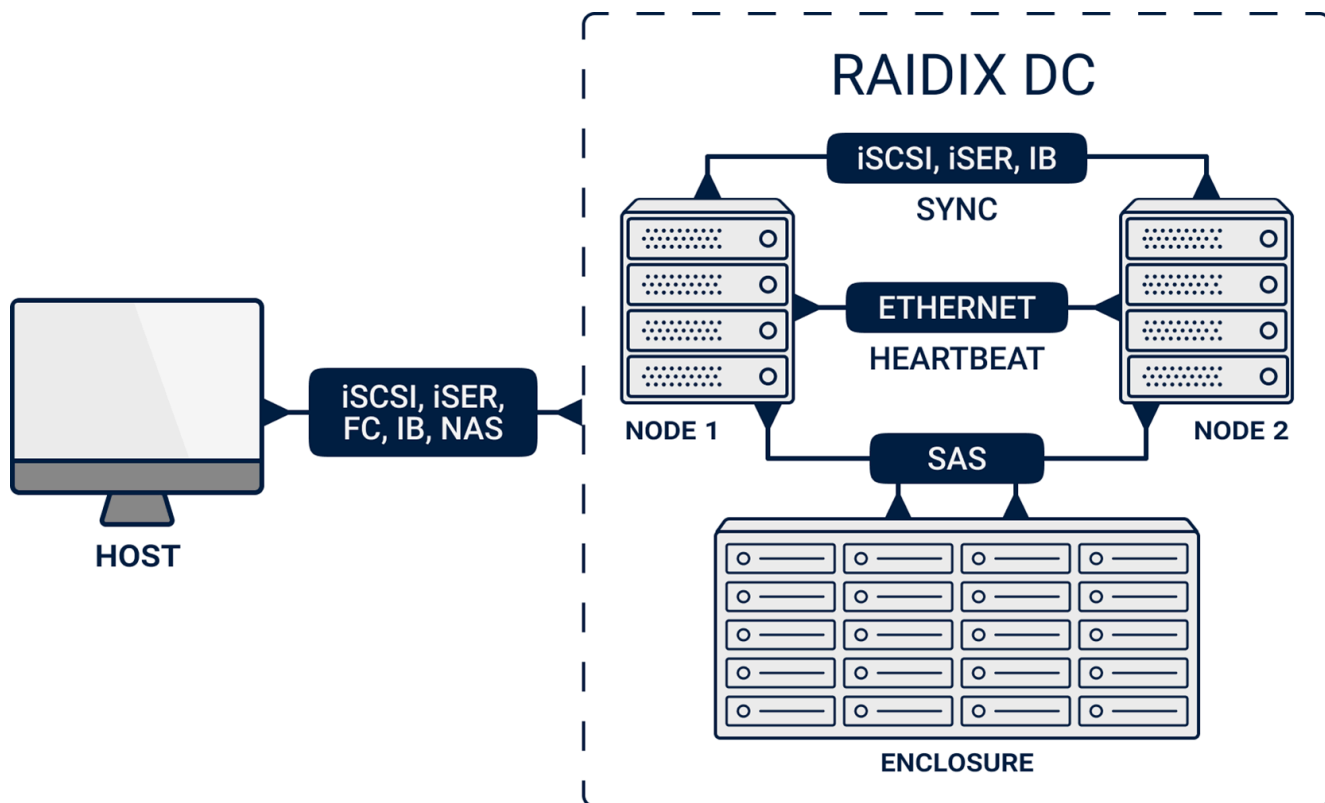 RAIDIX DC
iSCSI, iSER, IB
SYNC
ETHERNET
HEARTBEAT
NODE 1
NODE 2
iSCSI, iSER,
FC, IB, NAS
HOST
SAS
ENCLOSURE